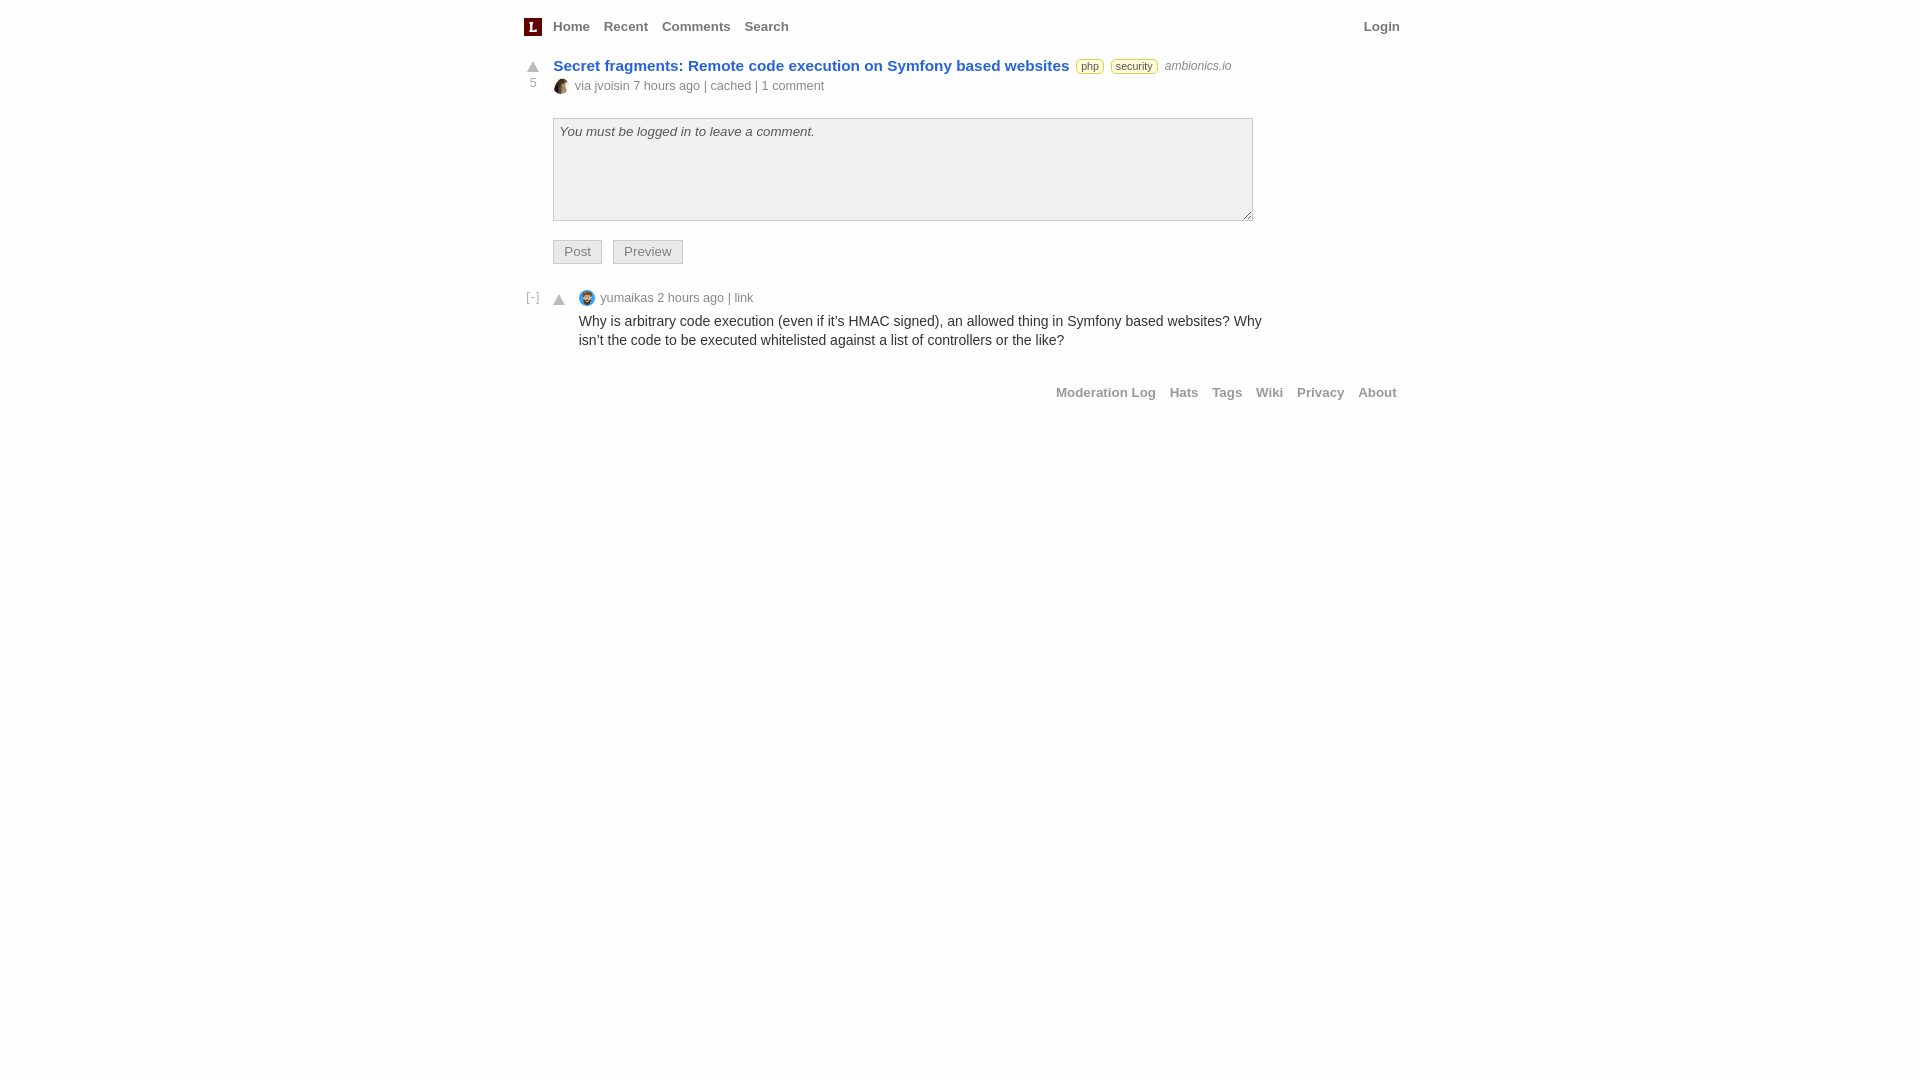 L Home Recent Comments Search Login
Secret fragments: Remote code execution on Symfony based websites php security ambionics.io
5
via jvoisin 7 hours ago | cached | 1 comment
You must be logged in to leave a comment.
Post Preview
[-] yumaikas 2 hours ago | link
Why is arbitrary code execution (even if it’s HMAC signed), an allowed thing in Symfony based websites? Why
isn’t the code to be executed whitelisted against a list of controllers or the like?
Moderation Log Hats Tags Wiki Privacy About